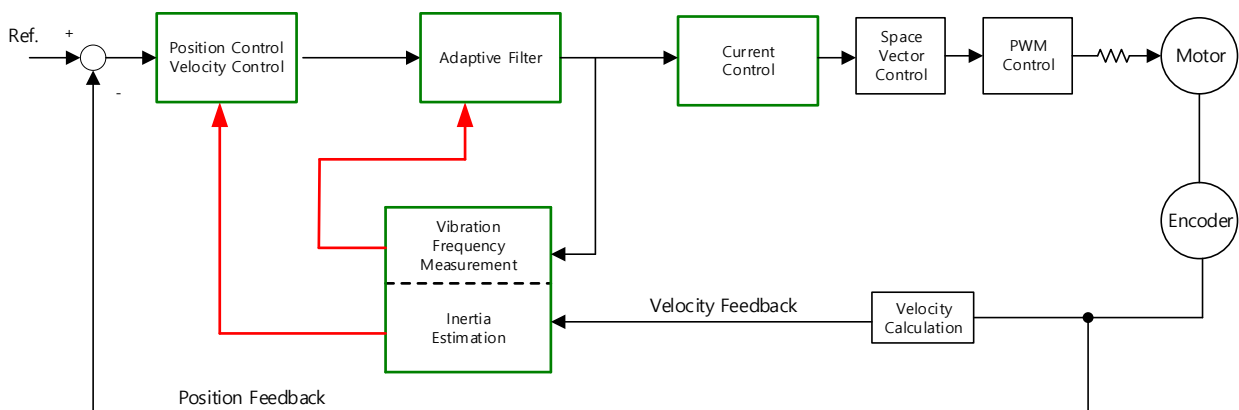 Ref.
+
-
Position Control
Velocity Control
Adaptive Filter
Current
Control
Space
Vector
Control
PWM
Control
Motor
Encoder
Vibration
Frequency
Measurement
Inertia
Estimation
Velocity Feedback
Velocity
Calculation
Position Feedback